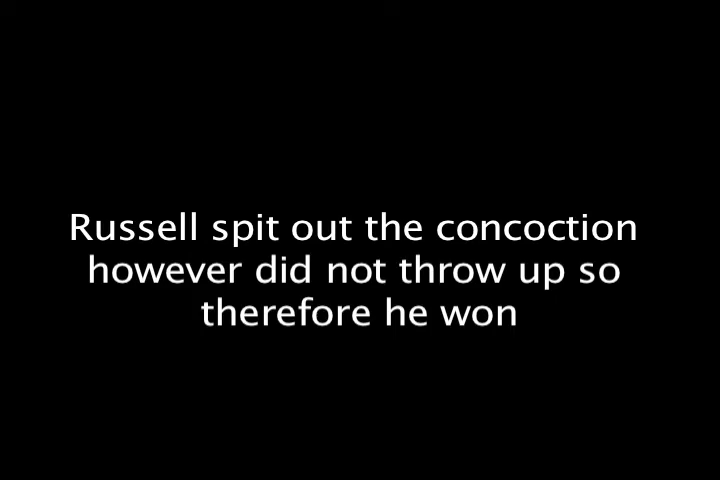 Russell spit out the concoction
however did not throw up so
therefore he won